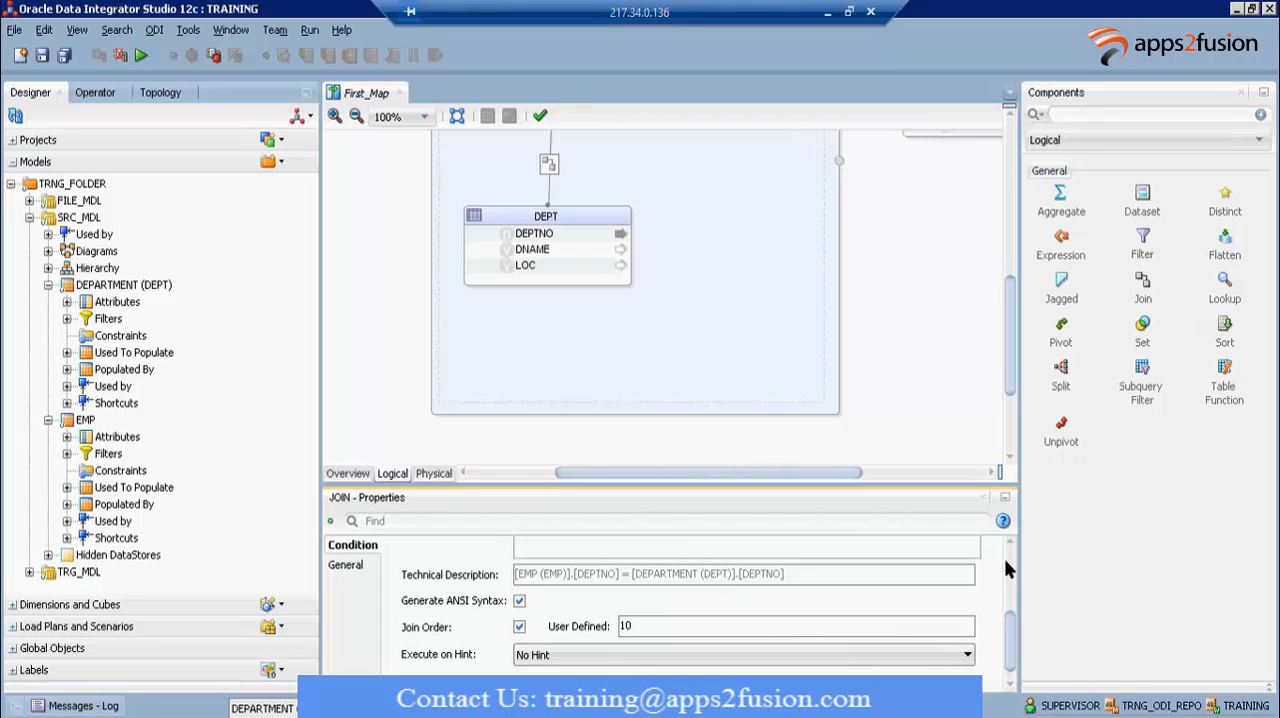 Oracle Data Integrator Studio 12c : TRAINING
217.34.0.136
File Edit View Search ODI Tools Window Team Run Help
apps2fusion
Designer Operator Topology
First_Map
Components
100%
Logical
Projects
Models
General
TRNG_FOLDER
FILE_MDL
SRC_MDL
Used by
Diagrams
Hierarchy
DEPARTMENT (DEPT)
Attributes
Filters
Constraints
Used To Populate
Populated By
Used by
Shortcuts
EMP
Attributes
Filters
Constraints
Used To Populate
Populated By
Used by
Shortcuts
Hidden DataStores
TRG_MDL
Dimensions and Cubes
Load Plans and Scenarios
Global Objects
Labels
DEPT
DEPTNO
DNAME
LOC
Aggregate Dataset Distinct
Expression Filter Flatten
Jagged Join Lookup
Pivot Set Sort
Split Subquery Filter Table Function
Unpivot
Overview Logical Physical
JOIN - Properties
Find
Condition
General
Technical Description: [EMP (EMP)].[DEPTNO] = [DEPARTMENT (DEPT)].[DEPTNO]
Generate ANSI Syntax:
Join Order: User Defined: 10
Execute on Hint: No Hint
Contact Us: training@apps2fusion.com
Messages - Log
DEPARTMENT
SUPERVISOR TRNG_ODI_REPO TRAINING